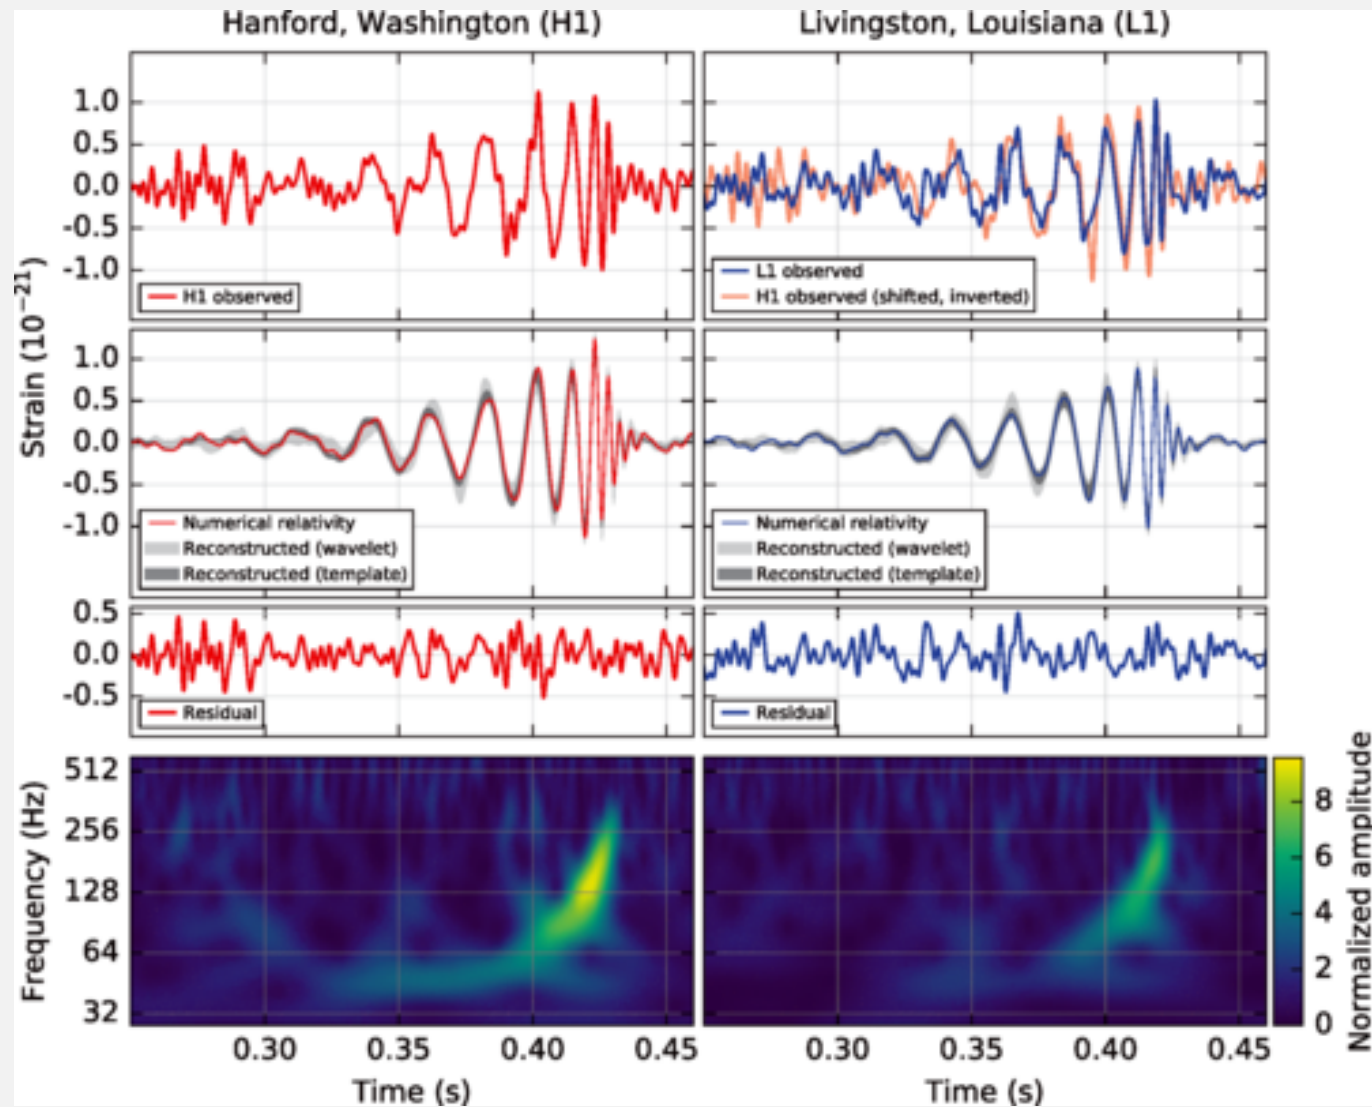 Hanford, Washington (H1)
Livingston, Louisiana (L1)
Strain (10⁻²¹)
1.0
0.5
0.0
-0.5
-1.0
H1 observed
L1 observed
H1 observed (shifted, inverted)
1.0
0.5
0.0
-0.5
-1.0
Numerical relativity
Reconstructed (wavelet)
Reconstructed (template)
Numerical relativity
Reconstructed (wavelet)
Reconstructed (template)
0.5
0.0
-0.5
Residual
Residual
Frequency (Hz)
512
256
128
64
32
0.30 0.35 0.40 0.45
Time (s)
0.30 0.35 0.40 0.45
Time (s)
8
6
4
2
0
Normalized amplitude